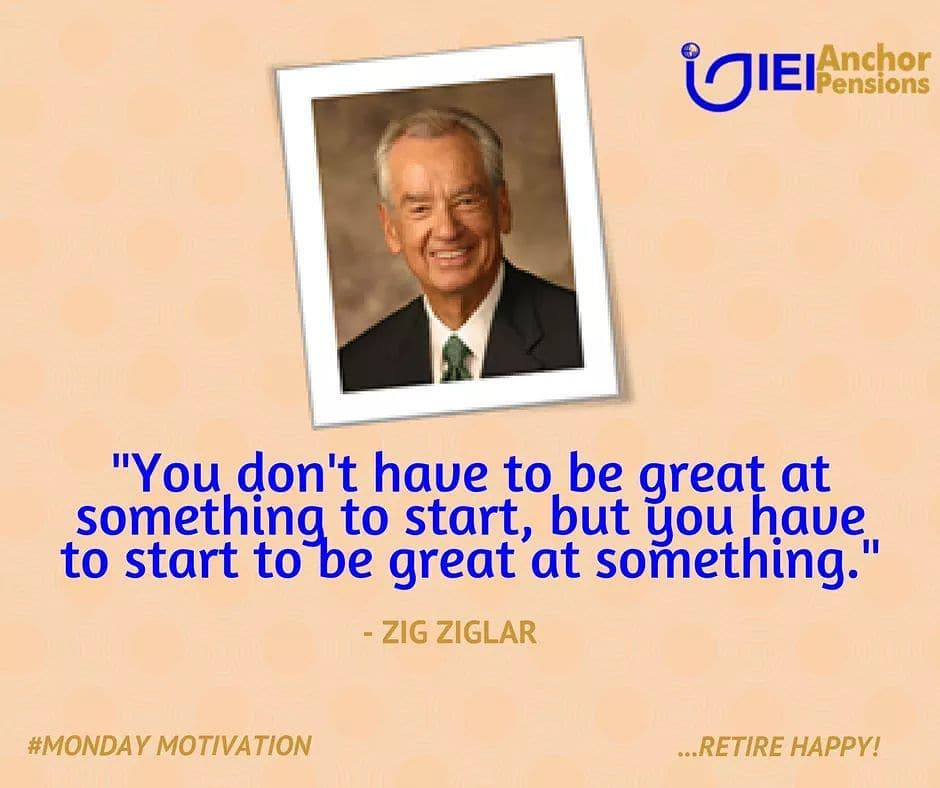 IEI Anchor
Pensions
"You don't have to be great at
something to start, but you have
to start to be great at something."
- ZIG ZIGLAR
#MONDAY MOTIVATION
...RETIRE HAPPY!